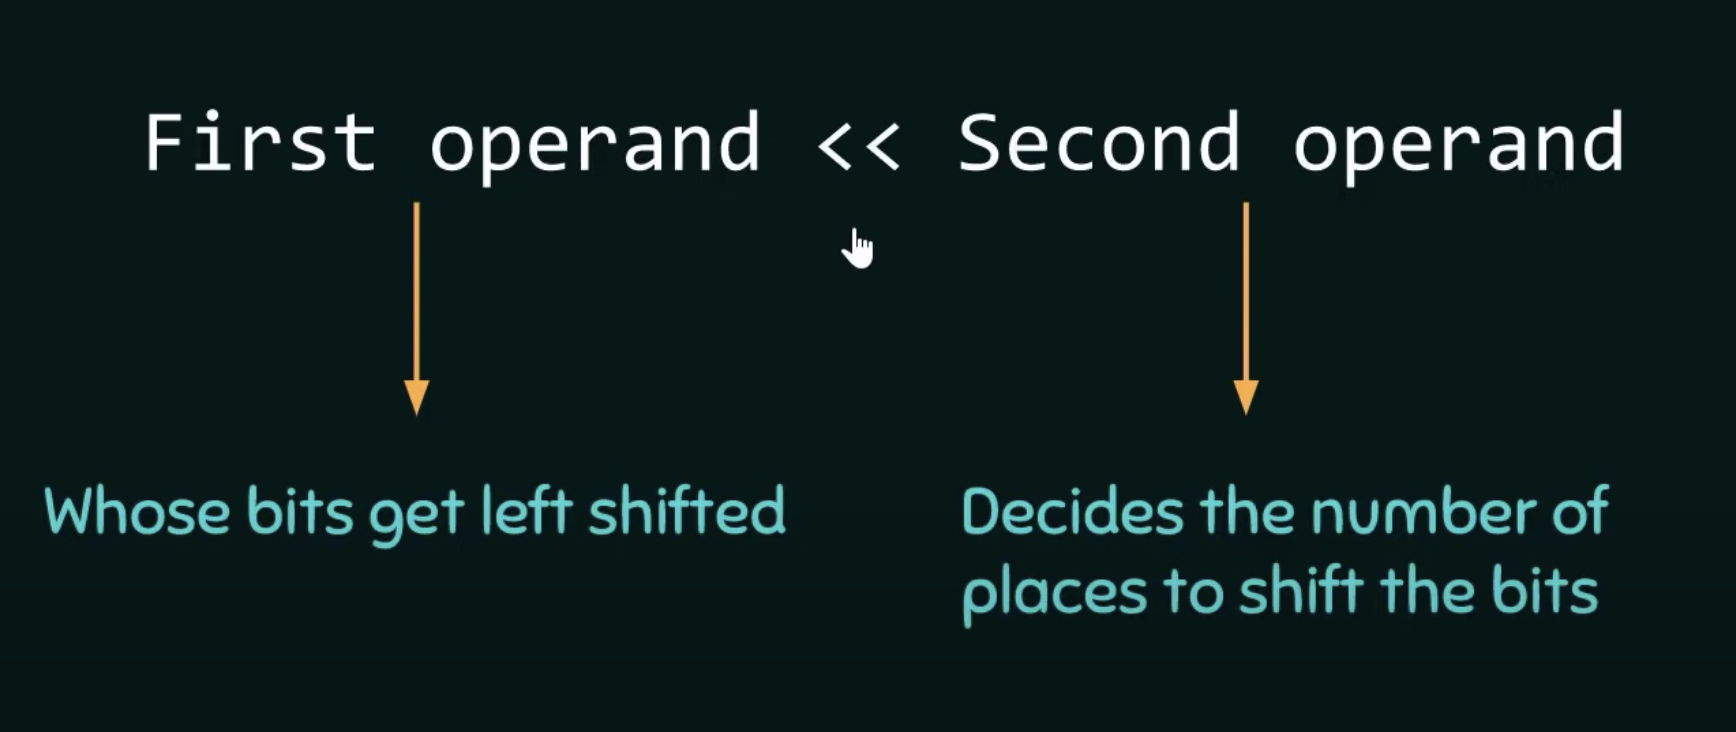 First operand << Second operand
Whose bits get left shifted
Decides the number of
places to shift the bits